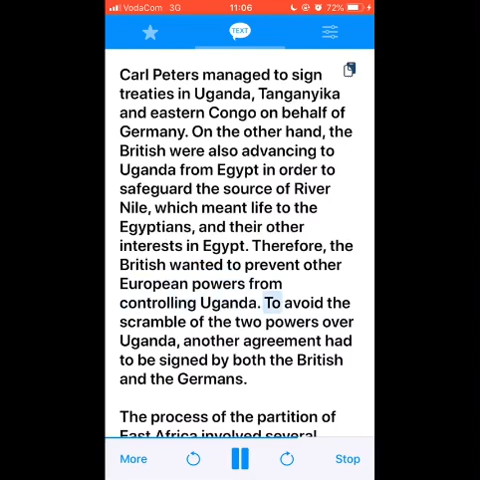 VodaCom 3G 11:06 72%
TEXT
Carl Peters managed to sign
treaties in Uganda, Tanganyika
and eastern Congo on behalf of
Germany. On the other hand, the
British were also advancing to
Uganda from Egypt in order to
safeguard the source of River
Nile, which meant life to the
Egyptians, and their other
interests in Egypt. Therefore, the
British wanted to prevent other
European powers from
controlling Uganda. To avoid the
scramble of the two powers over
Uganda, another agreement had
to be signed by both the British
and the Germans.
The process of the partition of
East Africa involved several
More Stop